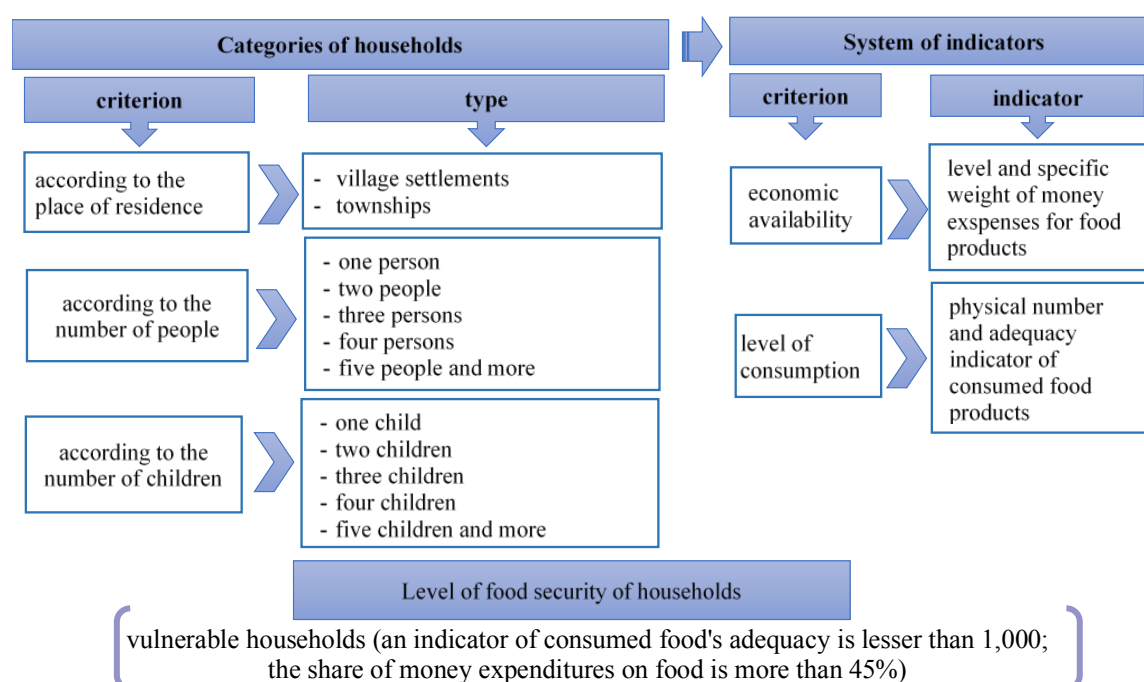 Categories of households
System of indicators
criterion
type
criterion
indicator
according to the
place of residence
- village settlements
- townships
economic
availability
level and specific
weight of money
exspenses for food
products
according to the
number of people
- one person
- two people
- three persons
- four persons
- five people and more
level of
consumption
physical number
and adequacy
indicator of
consumed food
products
according to the
number of children
- one child
- two children
- three children
- four children
- five children and more
Level of food security of households
vulnerable households (an indicator of consumed food's adequacy is lesser than 1,000;
the share of money expenditures on food is more than 45%)